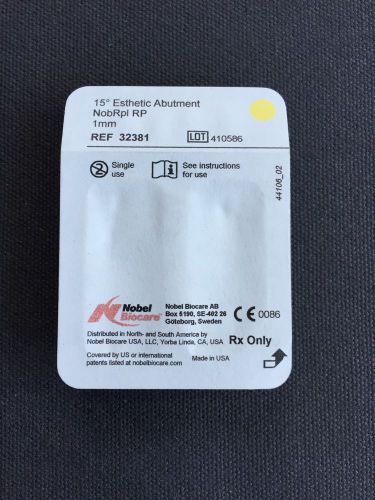 15° Esthetic Abutment
NobRpl RP
1mm
REF 32381 LOT 410586
Single use
See instructions for use
44106_02
Nobel Biocare™
Nobel Biocare AB
Box 5190, SE-402 26
Göteborg, Sweden
CE 0086
Distributed in North- and South America by
Nobel Biocare USA, LLC, Yorba Linda, CA, USA
Rx Only
Covered by US or international
patents listed at nobelbiocare.com
Made in USA